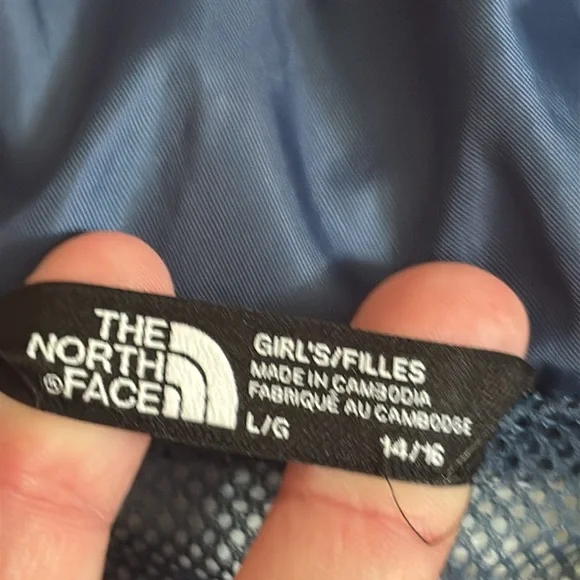 THE
NORTH
®FACE
GIRL'S/FILLES
MADE IN CAMBODIA
FABRIQUÉ AU CAMBODGE
L/G 14/16